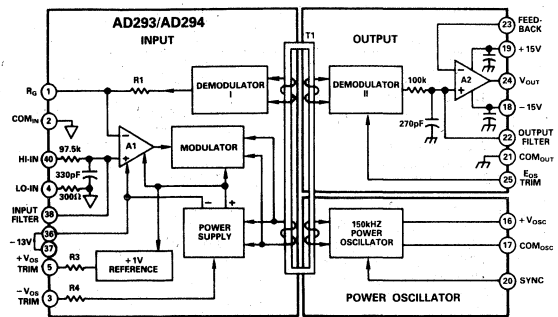 AD293/AD294
INPUT
T1
OUTPUT
FEED-
BACK
23
19
+15V
RG
1
R1
DEMODULATOR
I
DEMODULATOR
II
100k
A2
24
VOUT
18
−15V
COMIN
2
270pF
22
OUTPUT
FILTER
HI-IN
40
97.5k
A1
MODULATOR
21
COMOUT
330pF
LO-IN
4
300Ω
25
EOS
TRIM
INPUT
FILTER
38
−
+
−13V
36
37
POWER
SUPPLY
150kHZ
POWER
OSCILLATOR
16
+VOSC
17
COMOSC
+VOS
TRIM
5
R3
+1V
REFERENCE
20
SYNC
−VOS
TRIM
3
R4
POWER OSCILLATOR